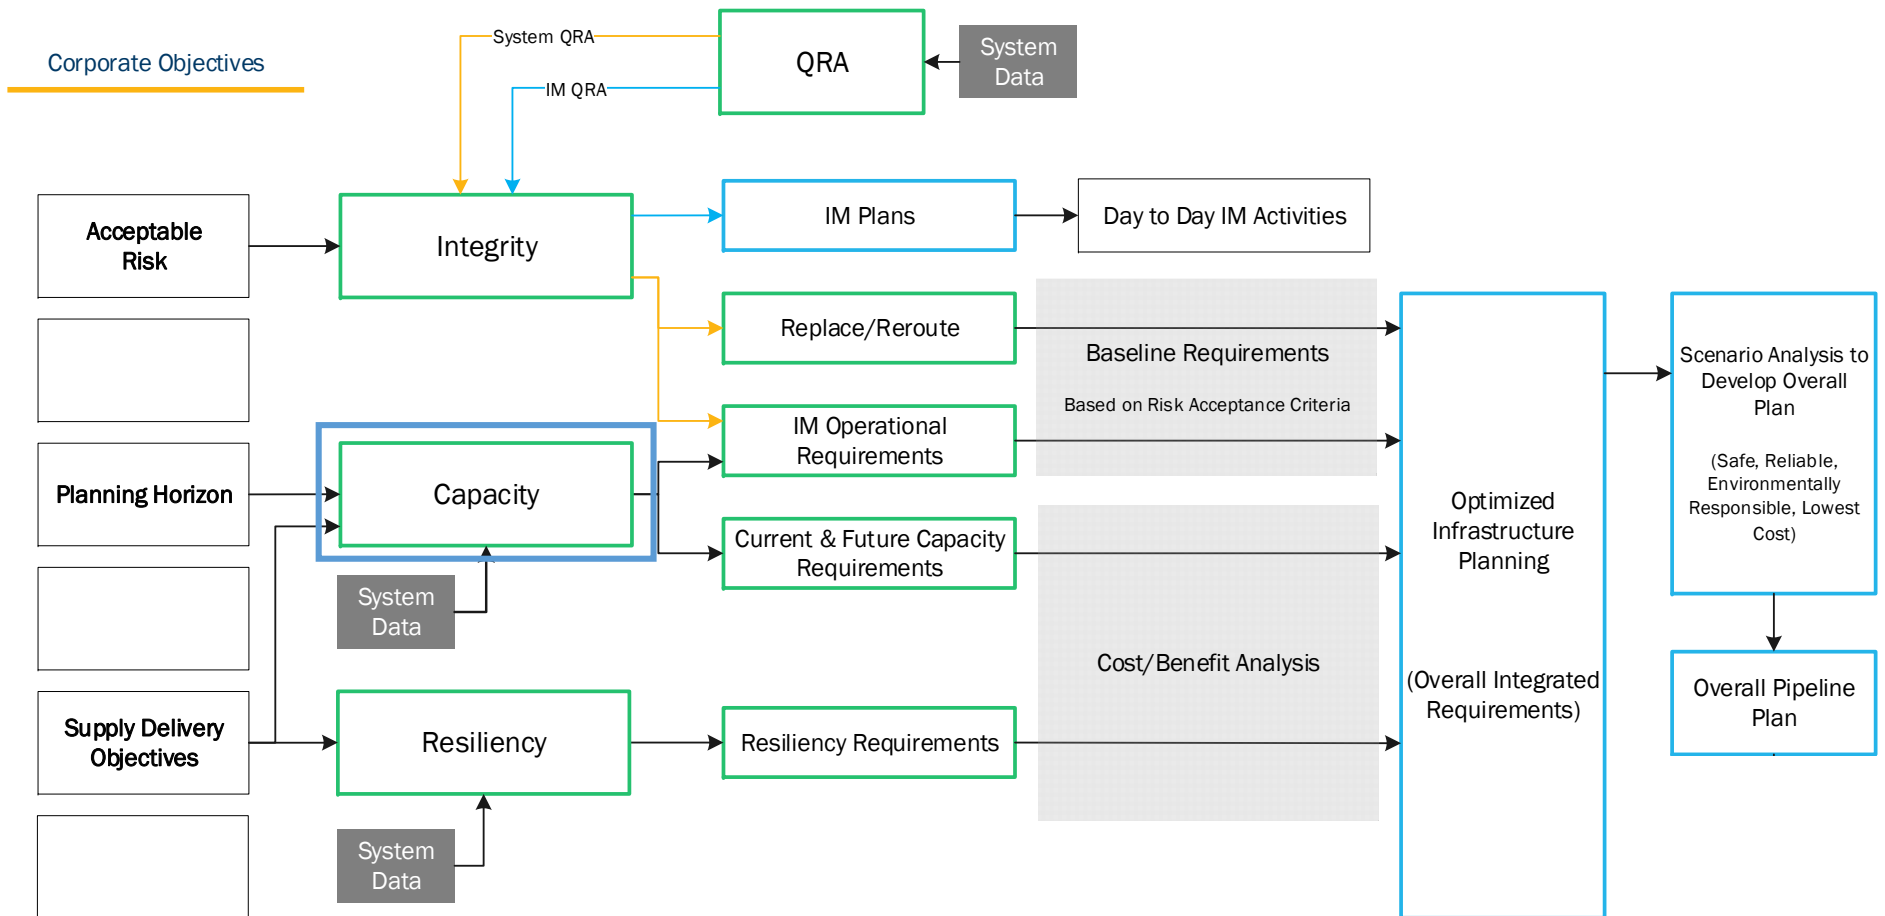 Corporate Objectives
System QRA
IM QRA
QRA
System
Data
Acceptable
Risk
Integrity
IM Plans
Day to Day IM Activities
Replace/Reroute
Baseline Requirements
Based on Risk Acceptance Criteria
IM Operational
Requirements
Planning Horizon
Capacity
Current & Future Capacity
Requirements
System
Data
Cost/Benefit Analysis
Supply Delivery
Objectives
Resiliency
Resiliency Requirements
System
Data
Optimized
Infrastructure
Planning
(Overall Integrated
Requirements)
Scenario Analysis to
Develop Overall
Plan
(Safe, Reliable,
Environmentally
Responsible, Lowest
Cost)
Overall Pipeline
Plan